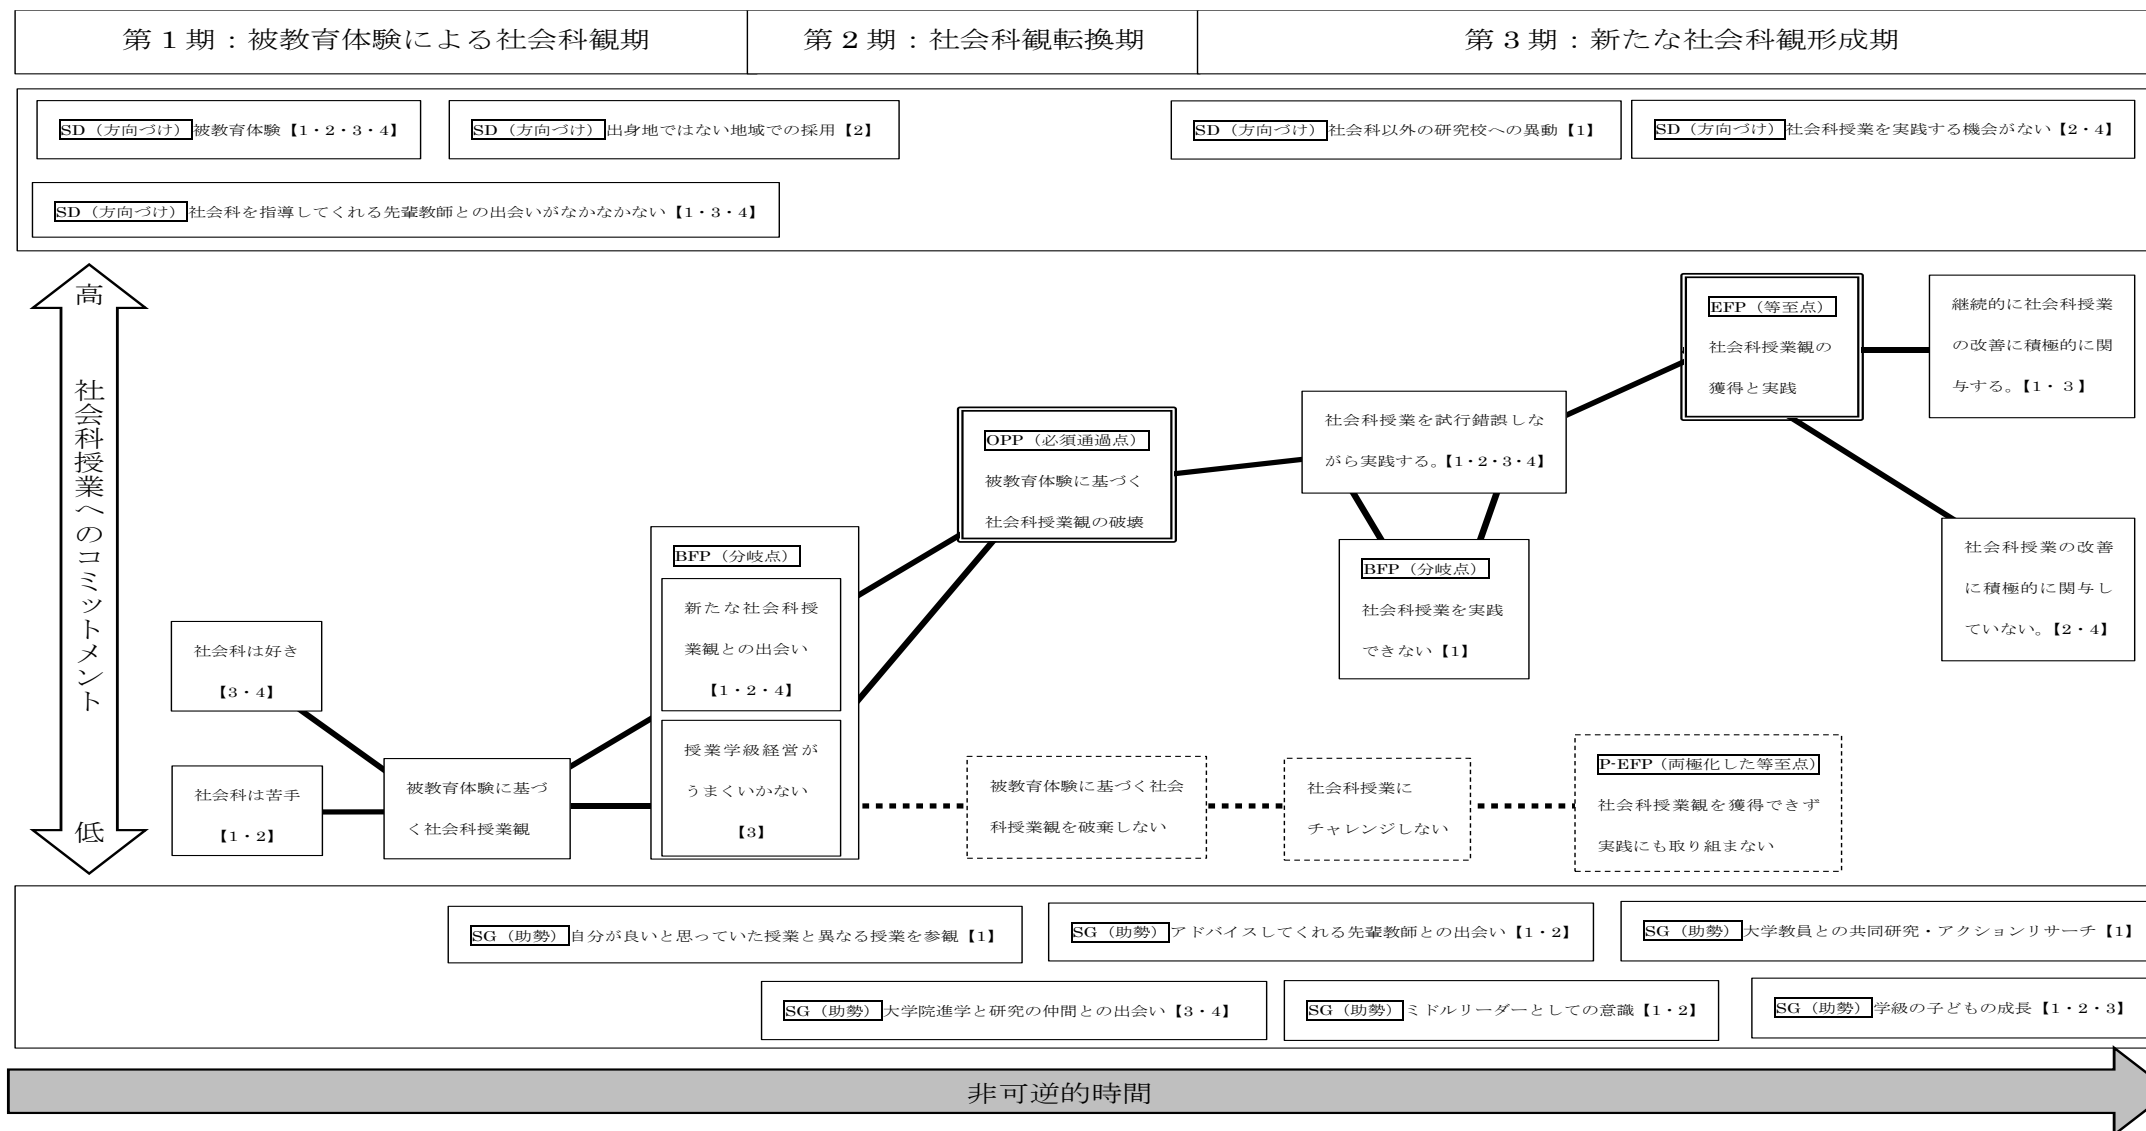 第1期：被教育体験による社会科観期
第2期：社会科観転換期
第3期：新たな社会科観形成期
SD（方向づけ）被教育体験【1・2・3・4】
SD（方向づけ）出身地ではない地域での採用【2】
SD（方向づけ）社会科以外の研究校への異動【1】
SD（方向づけ）社会科授業を実践する機会がない【2・4】
SD（方向づけ）社会科を指導してくれる先輩教師との出会いがなかなかない【1・3・4】
高
社会科授業へのコミットメント
低
社会科は好き
【3・4】
社会科は苦手
【1・2】
被教育体験に基づ
く社会科授業観
BFP（分岐点）
新たな社会科授
業観との出会い
【1・2・4】
授業学級経営が
うまくいかない
【3】
OPP（必須通過点）
被教育体験に基づく
社会科授業観の破壊
社会科授業を試行錯誤しな
がら実践する。【1・2・3・4】
BFP（分岐点）
社会科授業を実践
できない【1】
EFP（等至点）
社会科授業観の
獲得と実践
継続的に社会科授業
の改善に積極的に関
与する。【1・3】
社会科授業の改善
に積極的に関与し
ていない。【2・4】
被教育体験に基づく社会
科授業観を破棄しない
社会科授業に
チャレンジしない
P-EFP（両極化した等至点）
社会科授業観を獲得できず
実践にも取り組まない
SG（助勢）自分が良いと思っていた授業と異なる授業を参観【1】
SG（助勢）アドバイスしてくれる先輩教師との出会い【1・2】
SG（助勢）大学教員との共同研究・アクションリサーチ【1】
SG（助勢）大学院進学と研究の仲間との出会い【3・4】
SG（助勢）ミドルリーダーとしての意識【1・2】
SG（助勢）学級の子どもの成長【1・2・3】
非可逆的時間